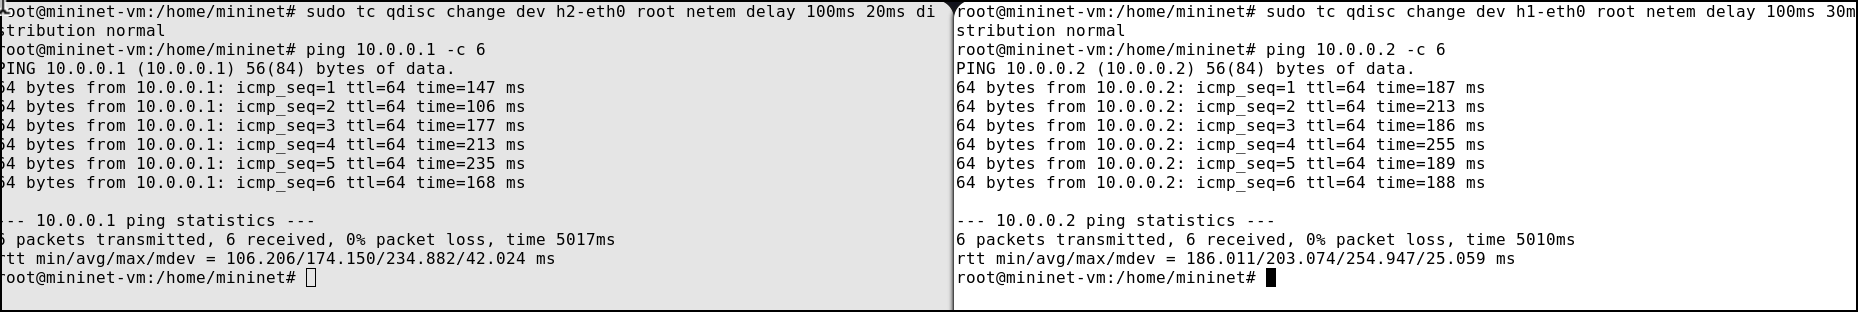 root@mininet-vm:/home/mininet# sudo tc qdisc change dev h2-eth0 root netem delay 100ms 20ms di
stribution normal
root@mininet-vm:/home/mininet# ping 10.0.0.1 -c 6
PING 10.0.0.1 (10.0.0.1) 56(84) bytes of data.
64 bytes from 10.0.0.1: icmp_seq=1 ttl=64 time=147 ms
64 bytes from 10.0.0.1: icmp_seq=2 ttl=64 time=106 ms
64 bytes from 10.0.0.1: icmp_seq=3 ttl=64 time=177 ms
64 bytes from 10.0.0.1: icmp_seq=4 ttl=64 time=213 ms
64 bytes from 10.0.0.1: icmp_seq=5 ttl=64 time=235 ms
64 bytes from 10.0.0.1: icmp_seq=6 ttl=64 time=168 ms
--- 10.0.0.1 ping statistics ---
6 packets transmitted, 6 received, 0% packet loss, time 5017ms
rtt min/avg/max/mdev = 106.206/174.150/234.882/42.024 ms
root@mininet-vm:/home/mininet#
root@mininet-vm:/home/mininet# sudo tc qdisc change dev h1-eth0 root netem delay 100ms 30m
stribution normal
root@mininet-vm:/home/mininet# ping 10.0.0.2 -c 6
PING 10.0.0.2 (10.0.0.2) 56(84) bytes of data.
64 bytes from 10.0.0.2: icmp_seq=1 ttl=64 time=187 ms
64 bytes from 10.0.0.2: icmp_seq=2 ttl=64 time=213 ms
64 bytes from 10.0.0.2: icmp_seq=3 ttl=64 time=186 ms
64 bytes from 10.0.0.2: icmp_seq=4 ttl=64 time=255 ms
64 bytes from 10.0.0.2: icmp_seq=5 ttl=64 time=189 ms
64 bytes from 10.0.0.2: icmp_seq=6 ttl=64 time=188 ms
--- 10.0.0.2 ping statistics ---
6 packets transmitted, 6 received, 0% packet loss, time 5010ms
rtt min/avg/max/mdev = 186.011/203.074/254.947/25.059 ms
root@mininet-vm:/home/mininet#